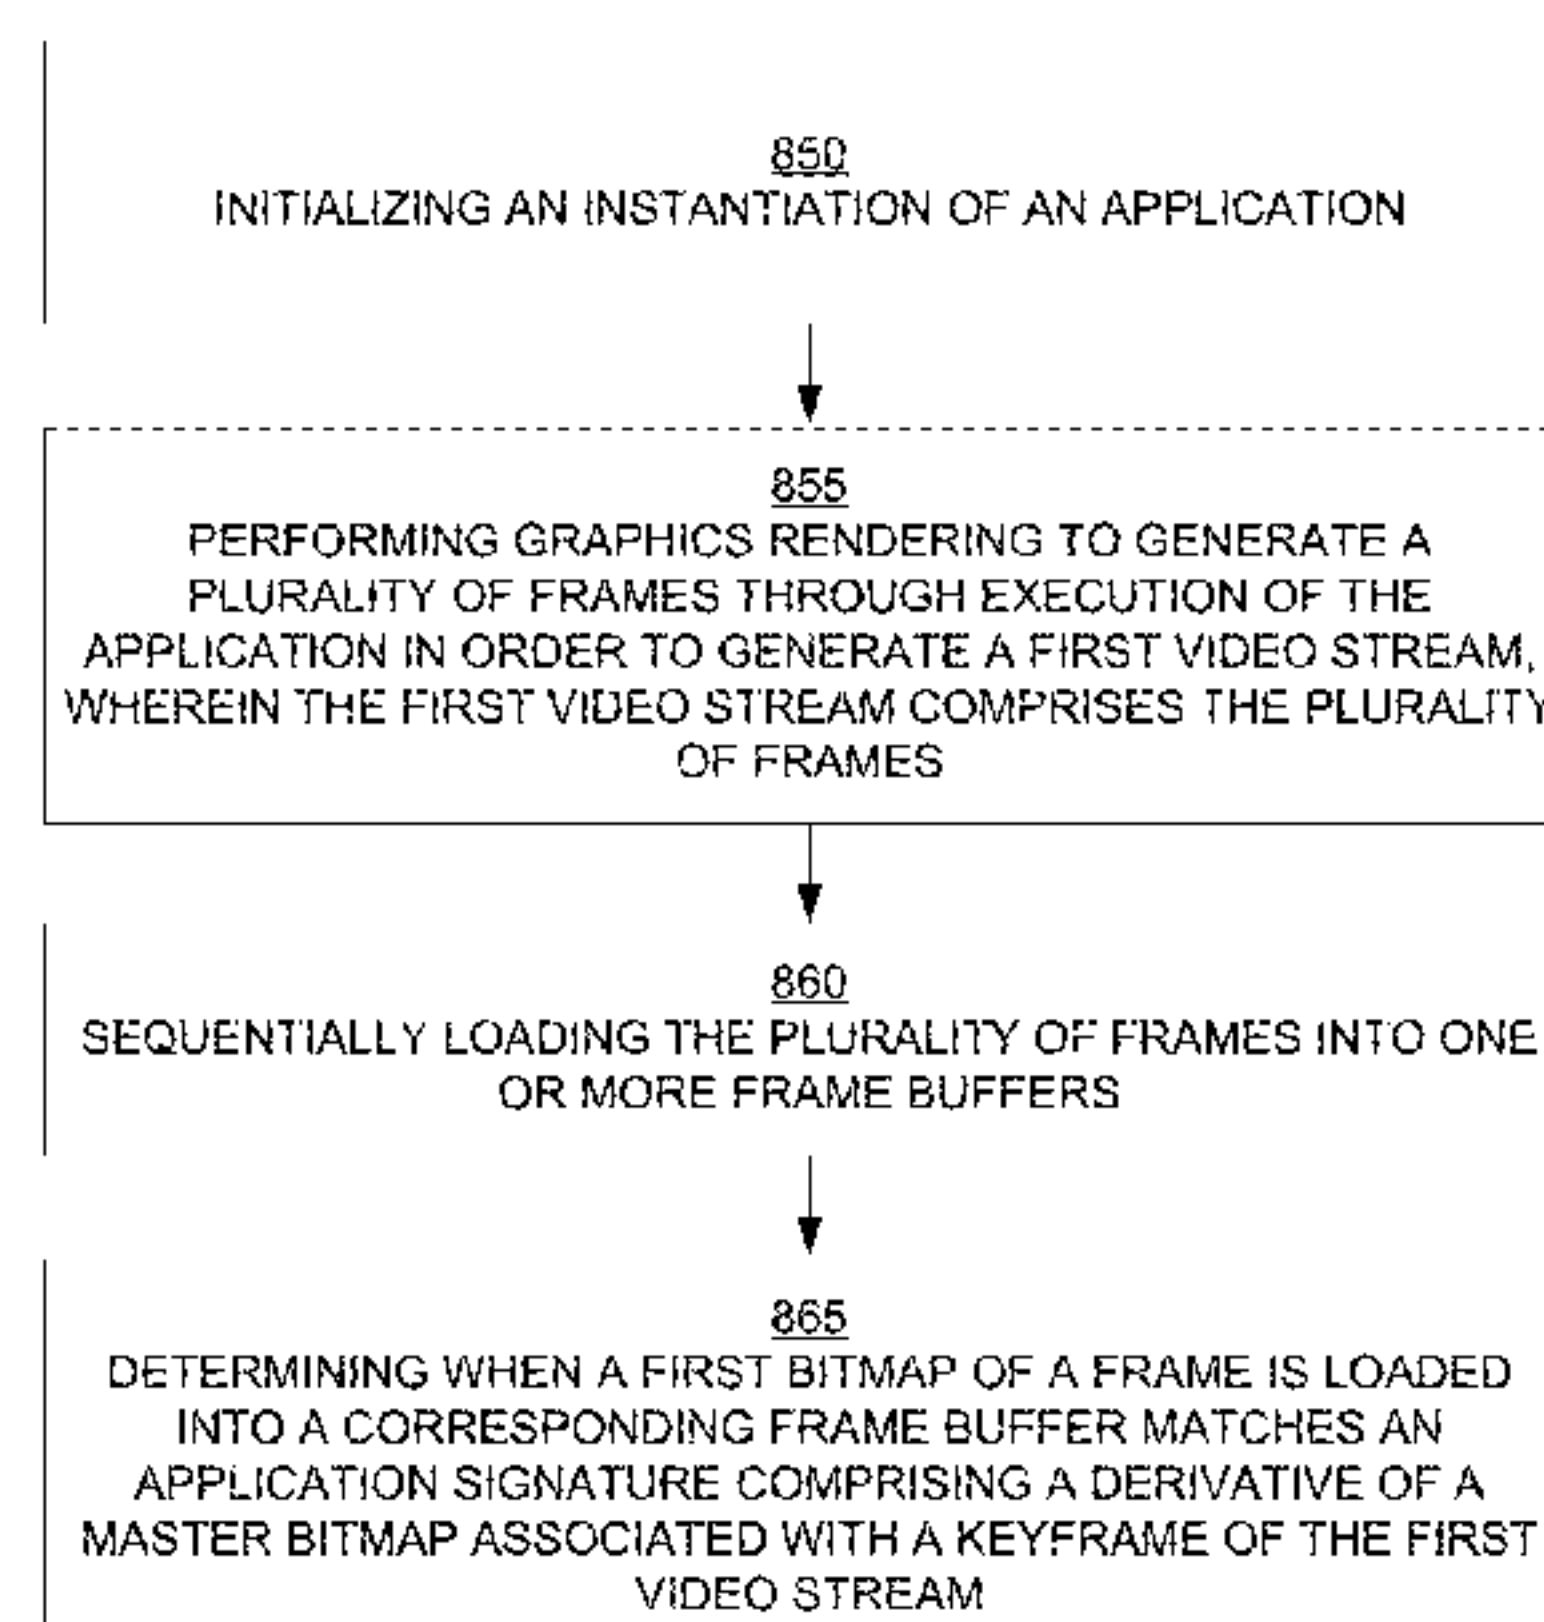 850
INITIALIZING AN INSTANTIATION OF AN APPLICATION
855
PERFORMING GRAPHICS RENDERING TO GENERATE A
PLURALITY OF FRAMES THROUGH EXECUTION OF THE
APPLICATION IN ORDER TO GENERATE A FIRST VIDEO STREAM,
WHEREIN THE FIRST VIDEO STREAM COMPRISES THE PLURALITY
OF FRAMES
860
SEQUENTIALLY LOADING THE PLURALITY OF FRAMES INTO ONE
OR MORE FRAME BUFFERS
865
DETERMINING WHEN A FIRST BITMAP OF A FRAME IS LOADED
INTO A CORRESPONDING FRAME BUFFER MATCHES AN
APPLICATION SIGNATURE COMPRISING A DERIVATIVE OF A
MASTER BITMAP ASSOCIATED WITH A KEYFRAME OF THE FIRST
VIDEO STREAM